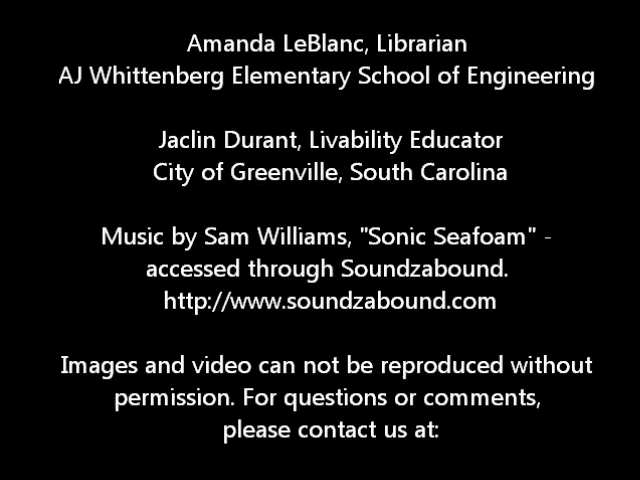 Amanda LeBlanc, Librarian
AJ Whittenberg Elementary School of Engineering
Jaclin Durant, Livability Educator
City of Greenville, South Carolina
Music by Sam Williams, "Sonic Seafoam" -
accessed through Soundzabound.
http://www.soundzabound.com
Images and video can not be reproduced without
permission. For questions or comments,
please contact us at: